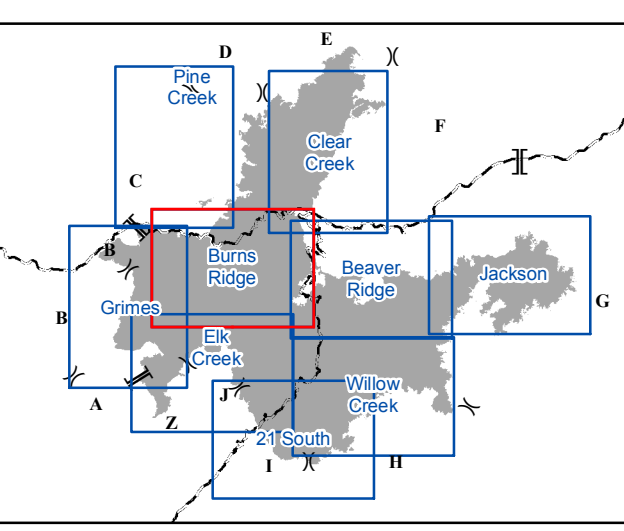 E
D
Pine
Creek
F
Clear
Creek
C
B
Burns
Ridge
Beaver
Ridge
Jackson
G
Grimes
B
Elk
Creek
J
Willow
Creek
A
Z
21 South
I
H